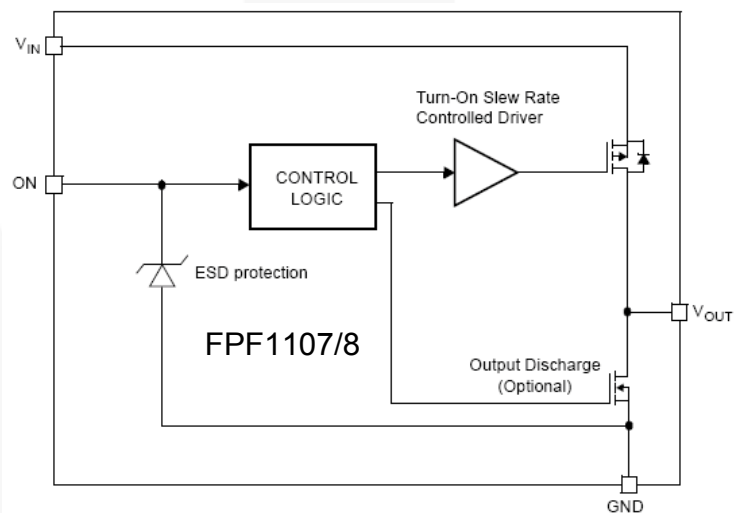 VIN
Turn-On Slew Rate
Controlled Driver
ON
CONTROL
LOGIC
ESD protection
VOUT
FPF1107/8
Output Discharge
(Optional)
GND